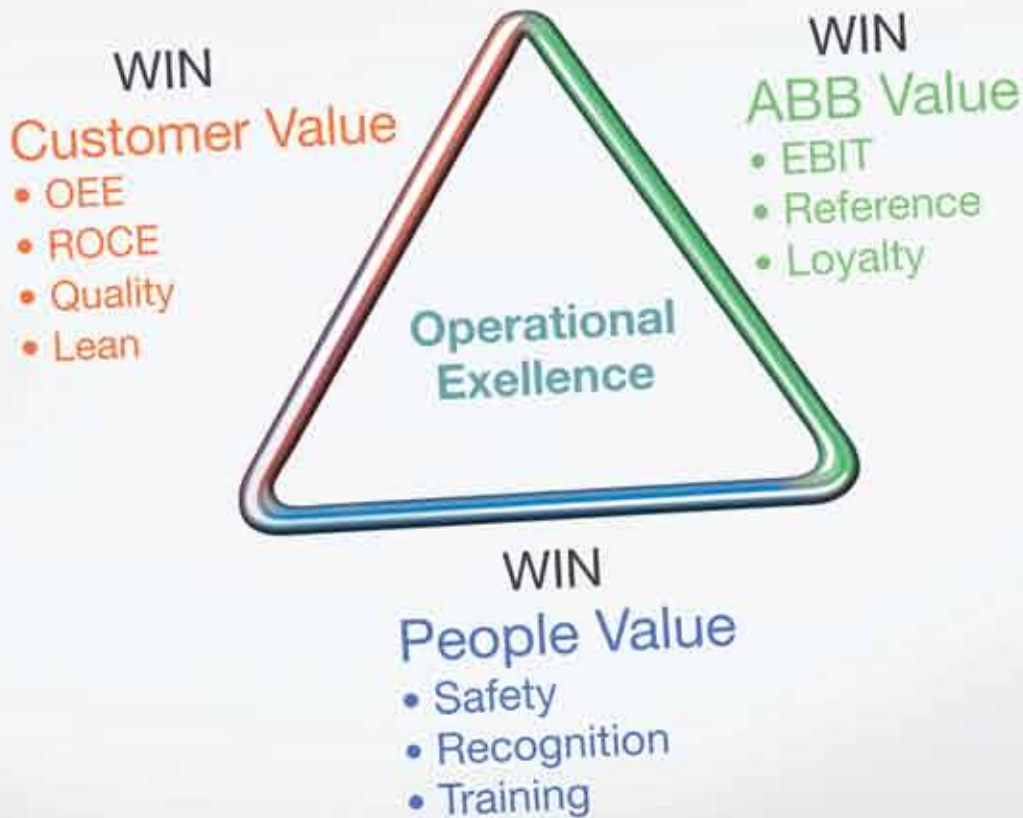 WIN
Customer Value
• OEE
• ROCE
• Quality
• Lean
WIN
ABB Value
• EBIT
• Reference
• Loyalty
Operational
Exellence
WIN
People Value
• Safety
• Recognition
• Training